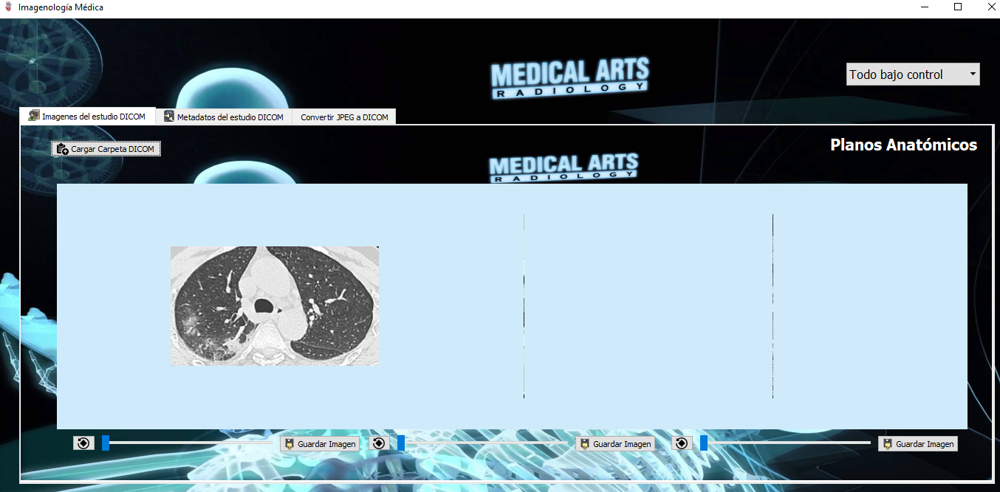 Imagenología Médica
MEDICAL ARTS
RADIOLOGY
Todo bajo control
Imagenes del estudio DICOM
Metadatos del estudio DICOM
Convertir JPEG a DICOM
Cargar Carpeta DICOM
MEDICAL ARTS
RADIOLOGY
Planos Anatómicos
Guardar Imagen
Guardar Imagen
Guardar Imagen